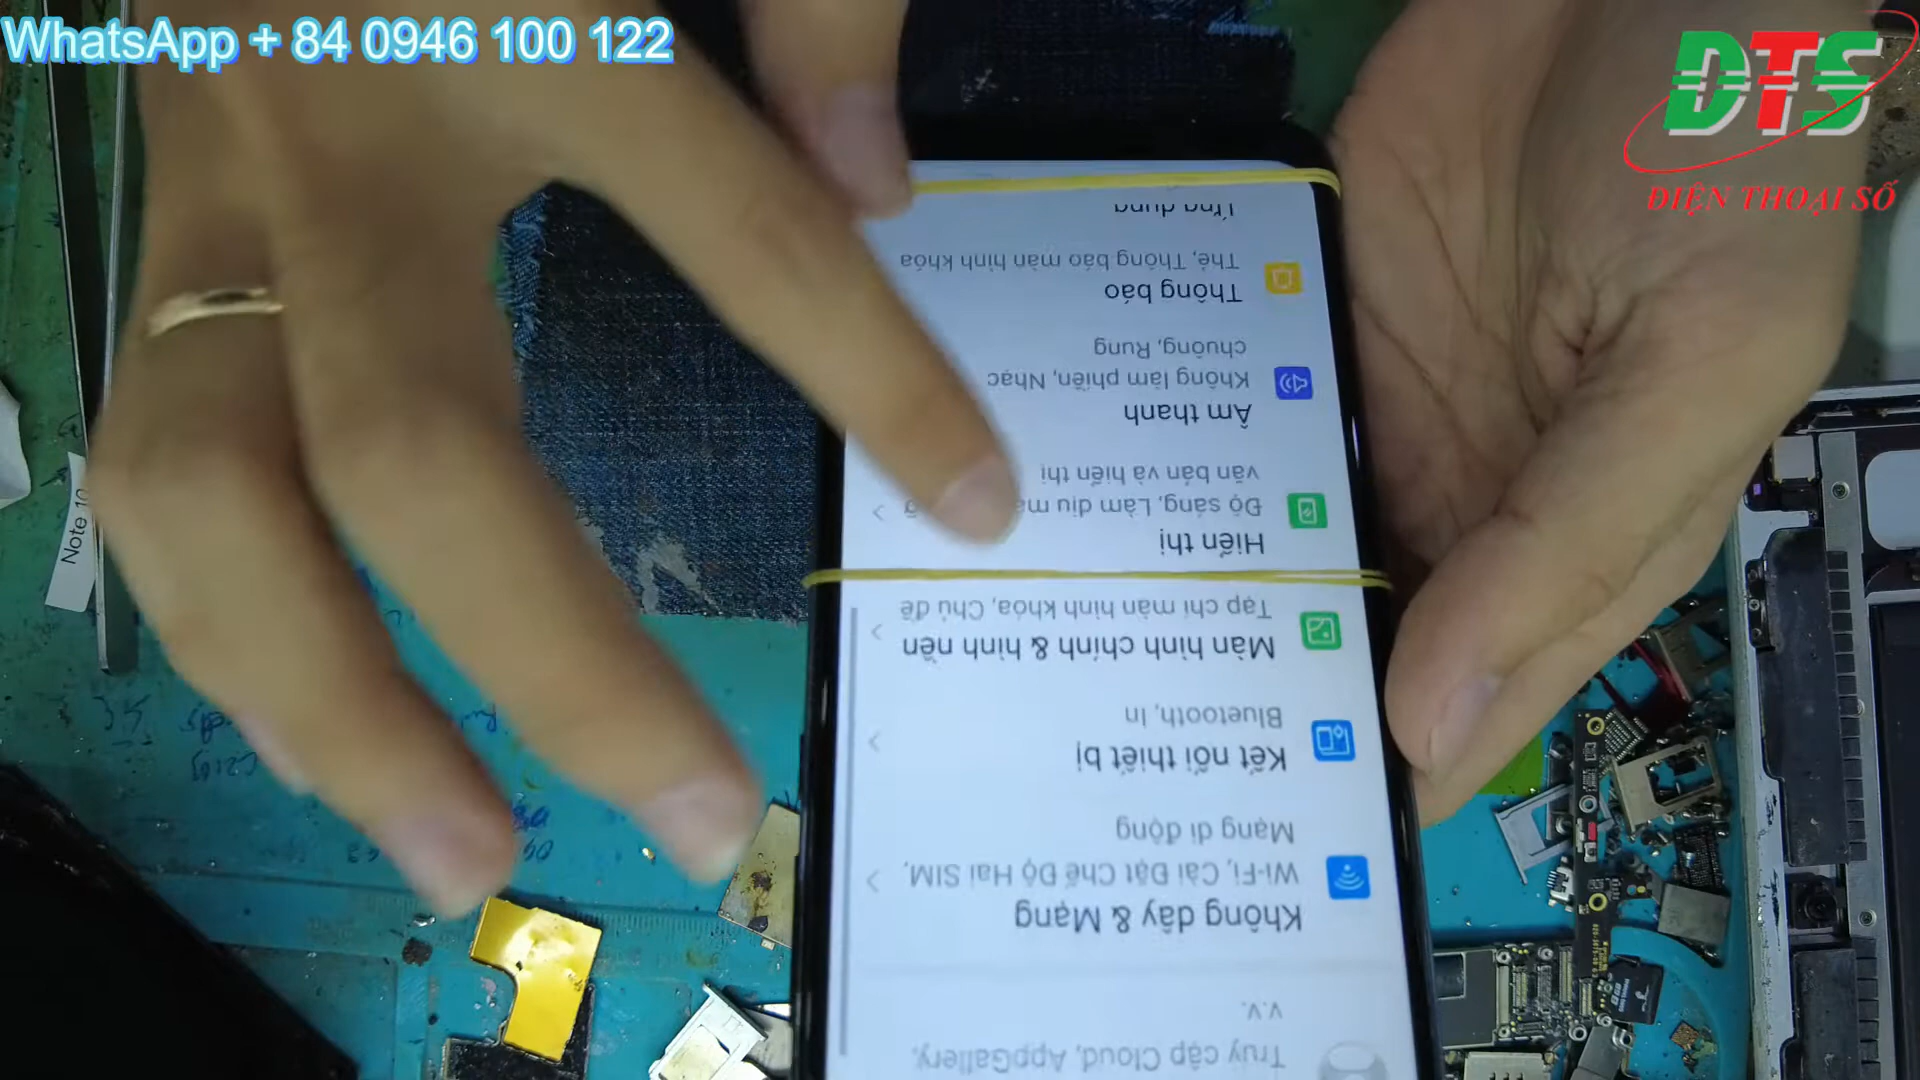 WhatsApp + 84 0946 100 122
DTS
ĐIỆN THOẠI SỐ
Truy cập Cloud, AppGallery,
v.v.
Không dây & Mạng
Wi-Fi, Cài Đặt Chế Độ Hai SIM,
Mạng di động
Kết nối thiết bị
Bluetooth, In
Màn hình chính & hình nền
Tạp chí màn hình khóa, Chủ đề
Hiển thị
Độ sáng, Làm dịu
văn bản và hiển thị
Âm thanh
Không làm phiền, Nhạc
chuông, Rung
Thông báo
Thẻ, Thông báo màn hình khóa
Ứng dụng
Note 10